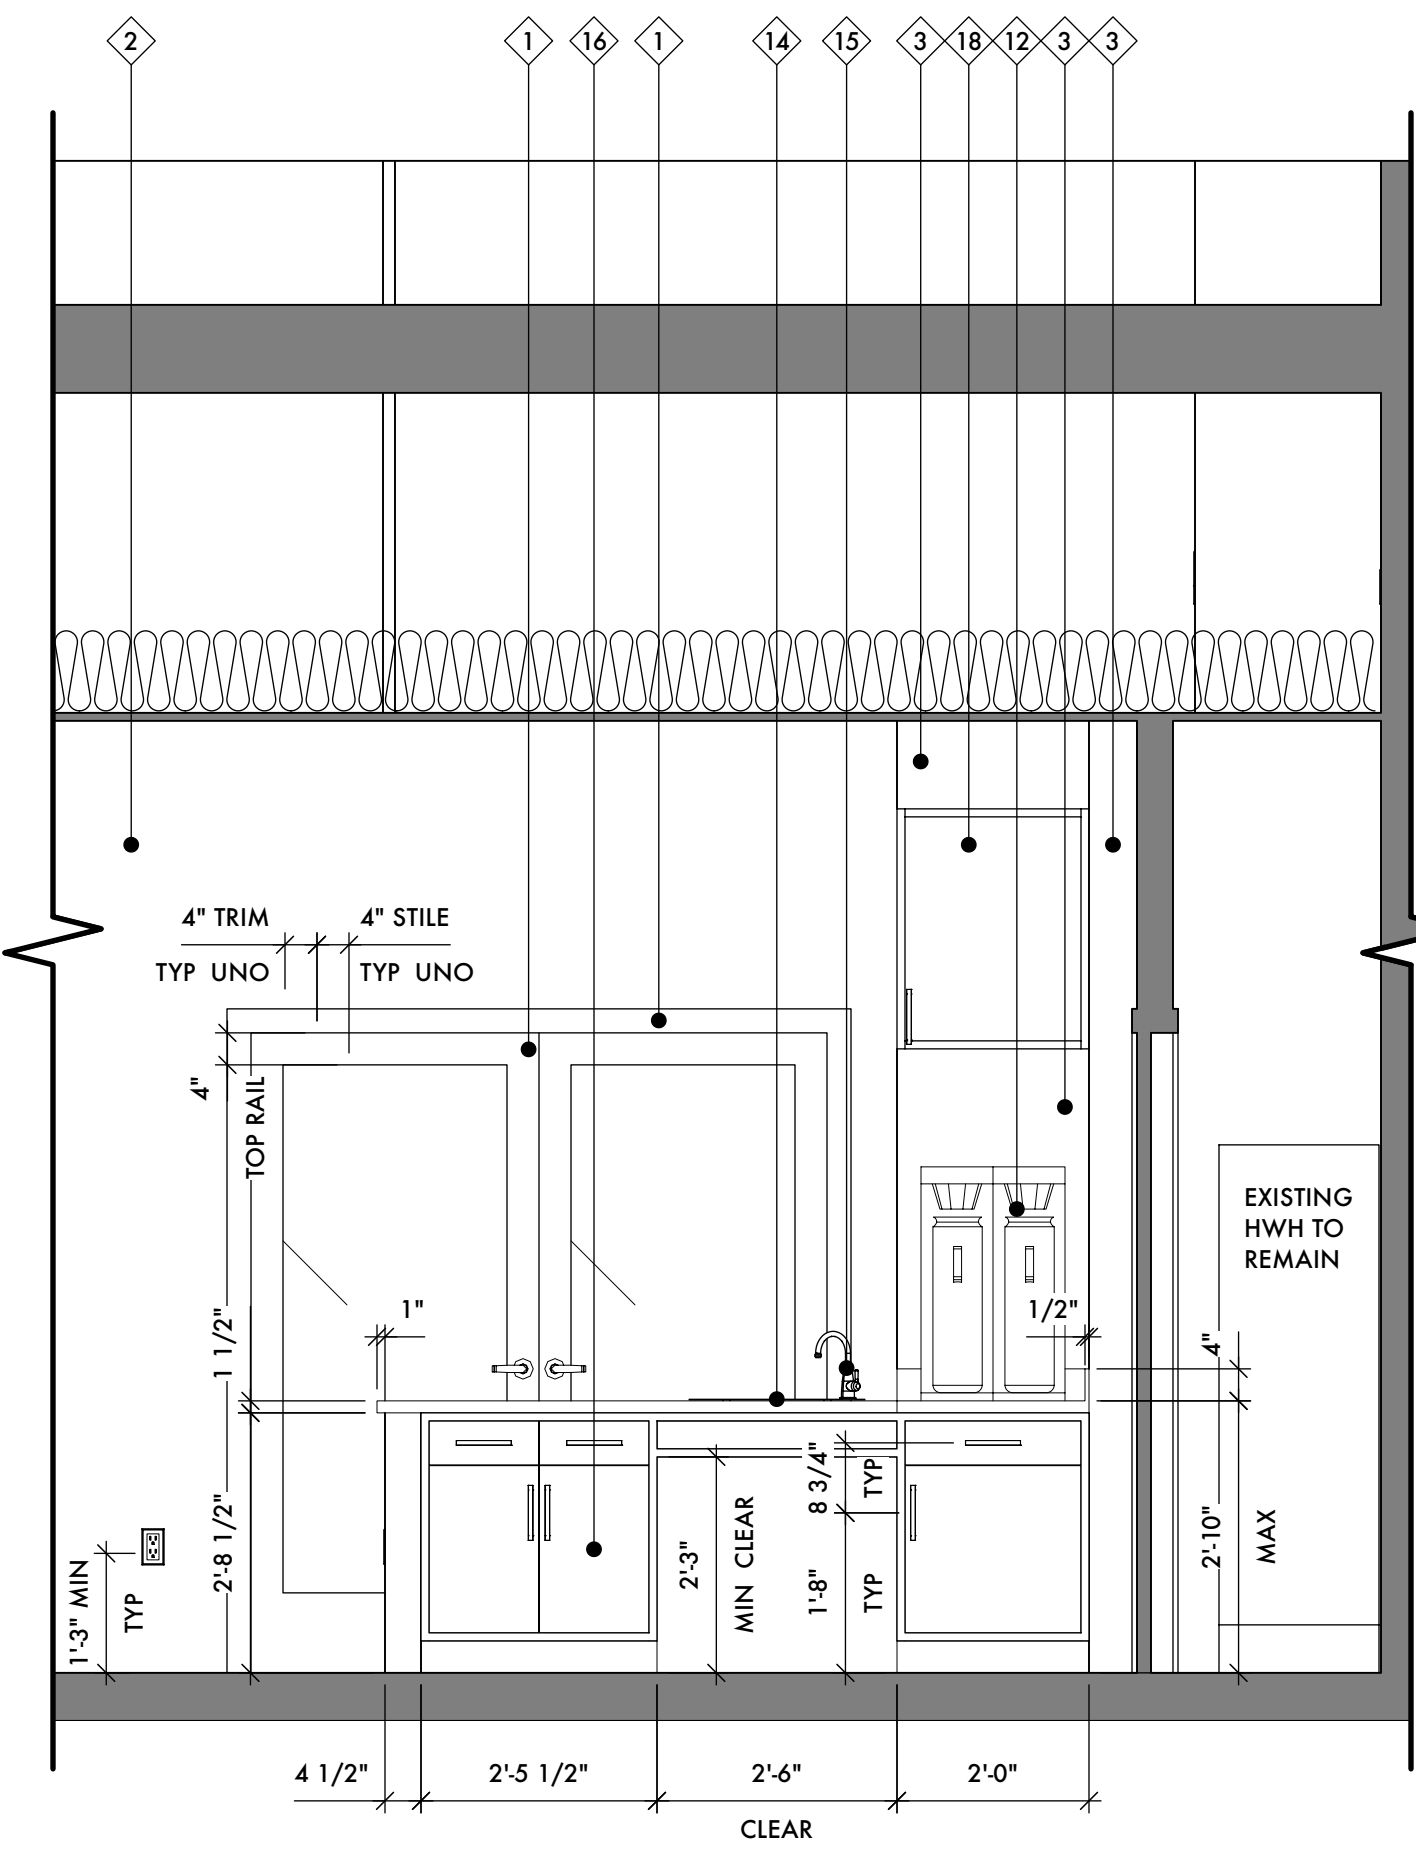 2 1 16 1 14 15 3 18 12 3 3
4" TRIM
TYP UNO
4" STILE
TYP UNO
4"
TOP RAIL
1"
1/2"
EXISTING
HWH TO
REMAIN
1 1/2"
4"
2'-8 1/2"
1'-3" MIN
TYP
2'-3"
MIN CLEAR
8 3/4"
TYP
1'-8"
TYP
2'-10"
MAX
4 1/2"
2'-5 1/2"
2'-6"
CLEAR
2'-0"